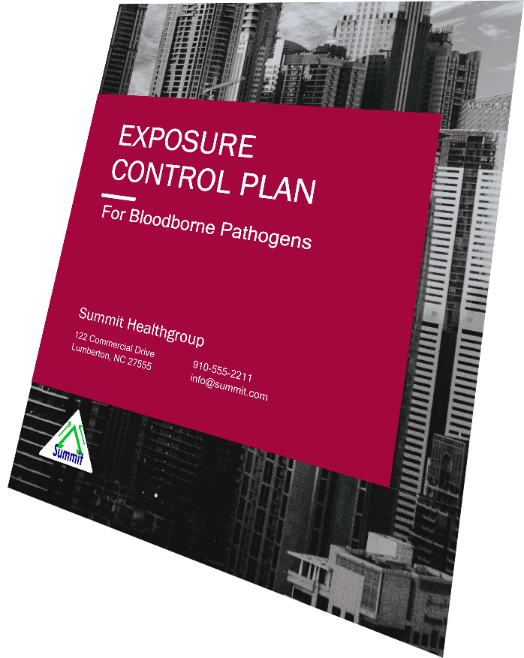 EXPOSURE
CONTROL PLAN
For Bloodborne Pathogens
Summit Healthgroup
122 Commercial Drive
Lumberton, NC 27555
910-555-2211
info@summit.com
Summit